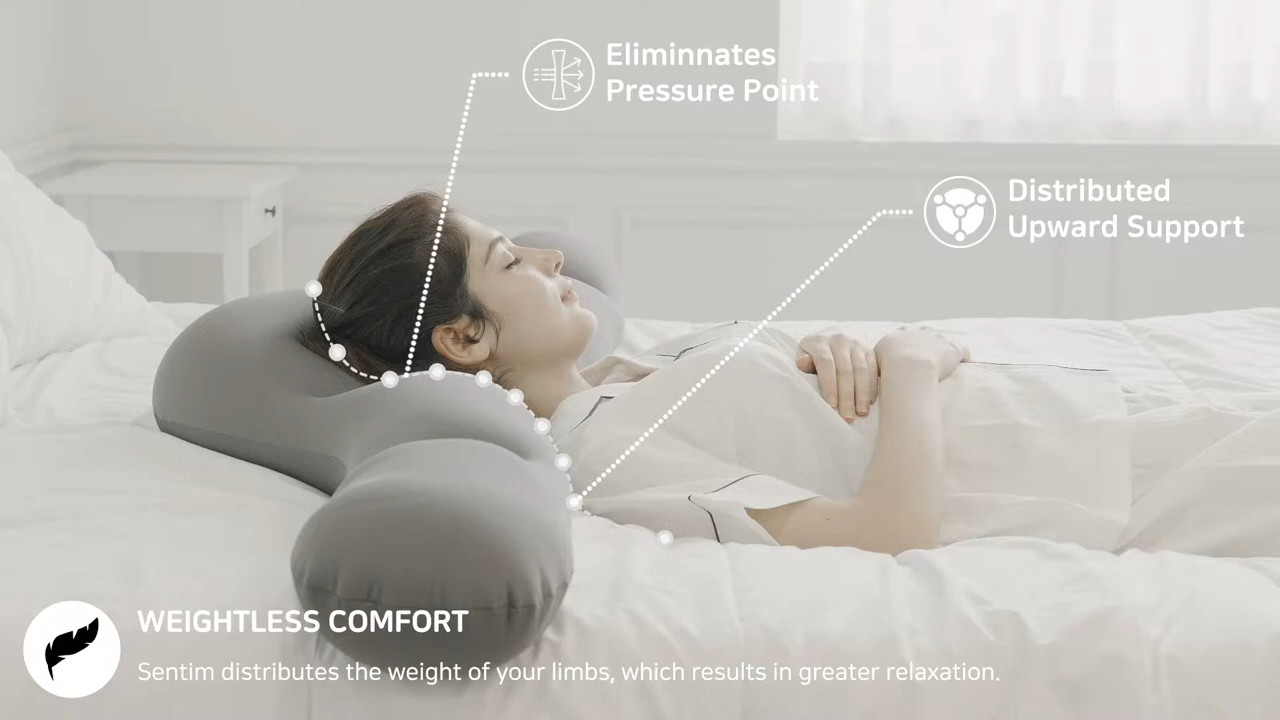 Eliminnates
Pressure Point
Distributed
Upward Support
WEIGHTLESS COMFORT
Sentim distributes the weight of your limbs, which results in greater relaxation.